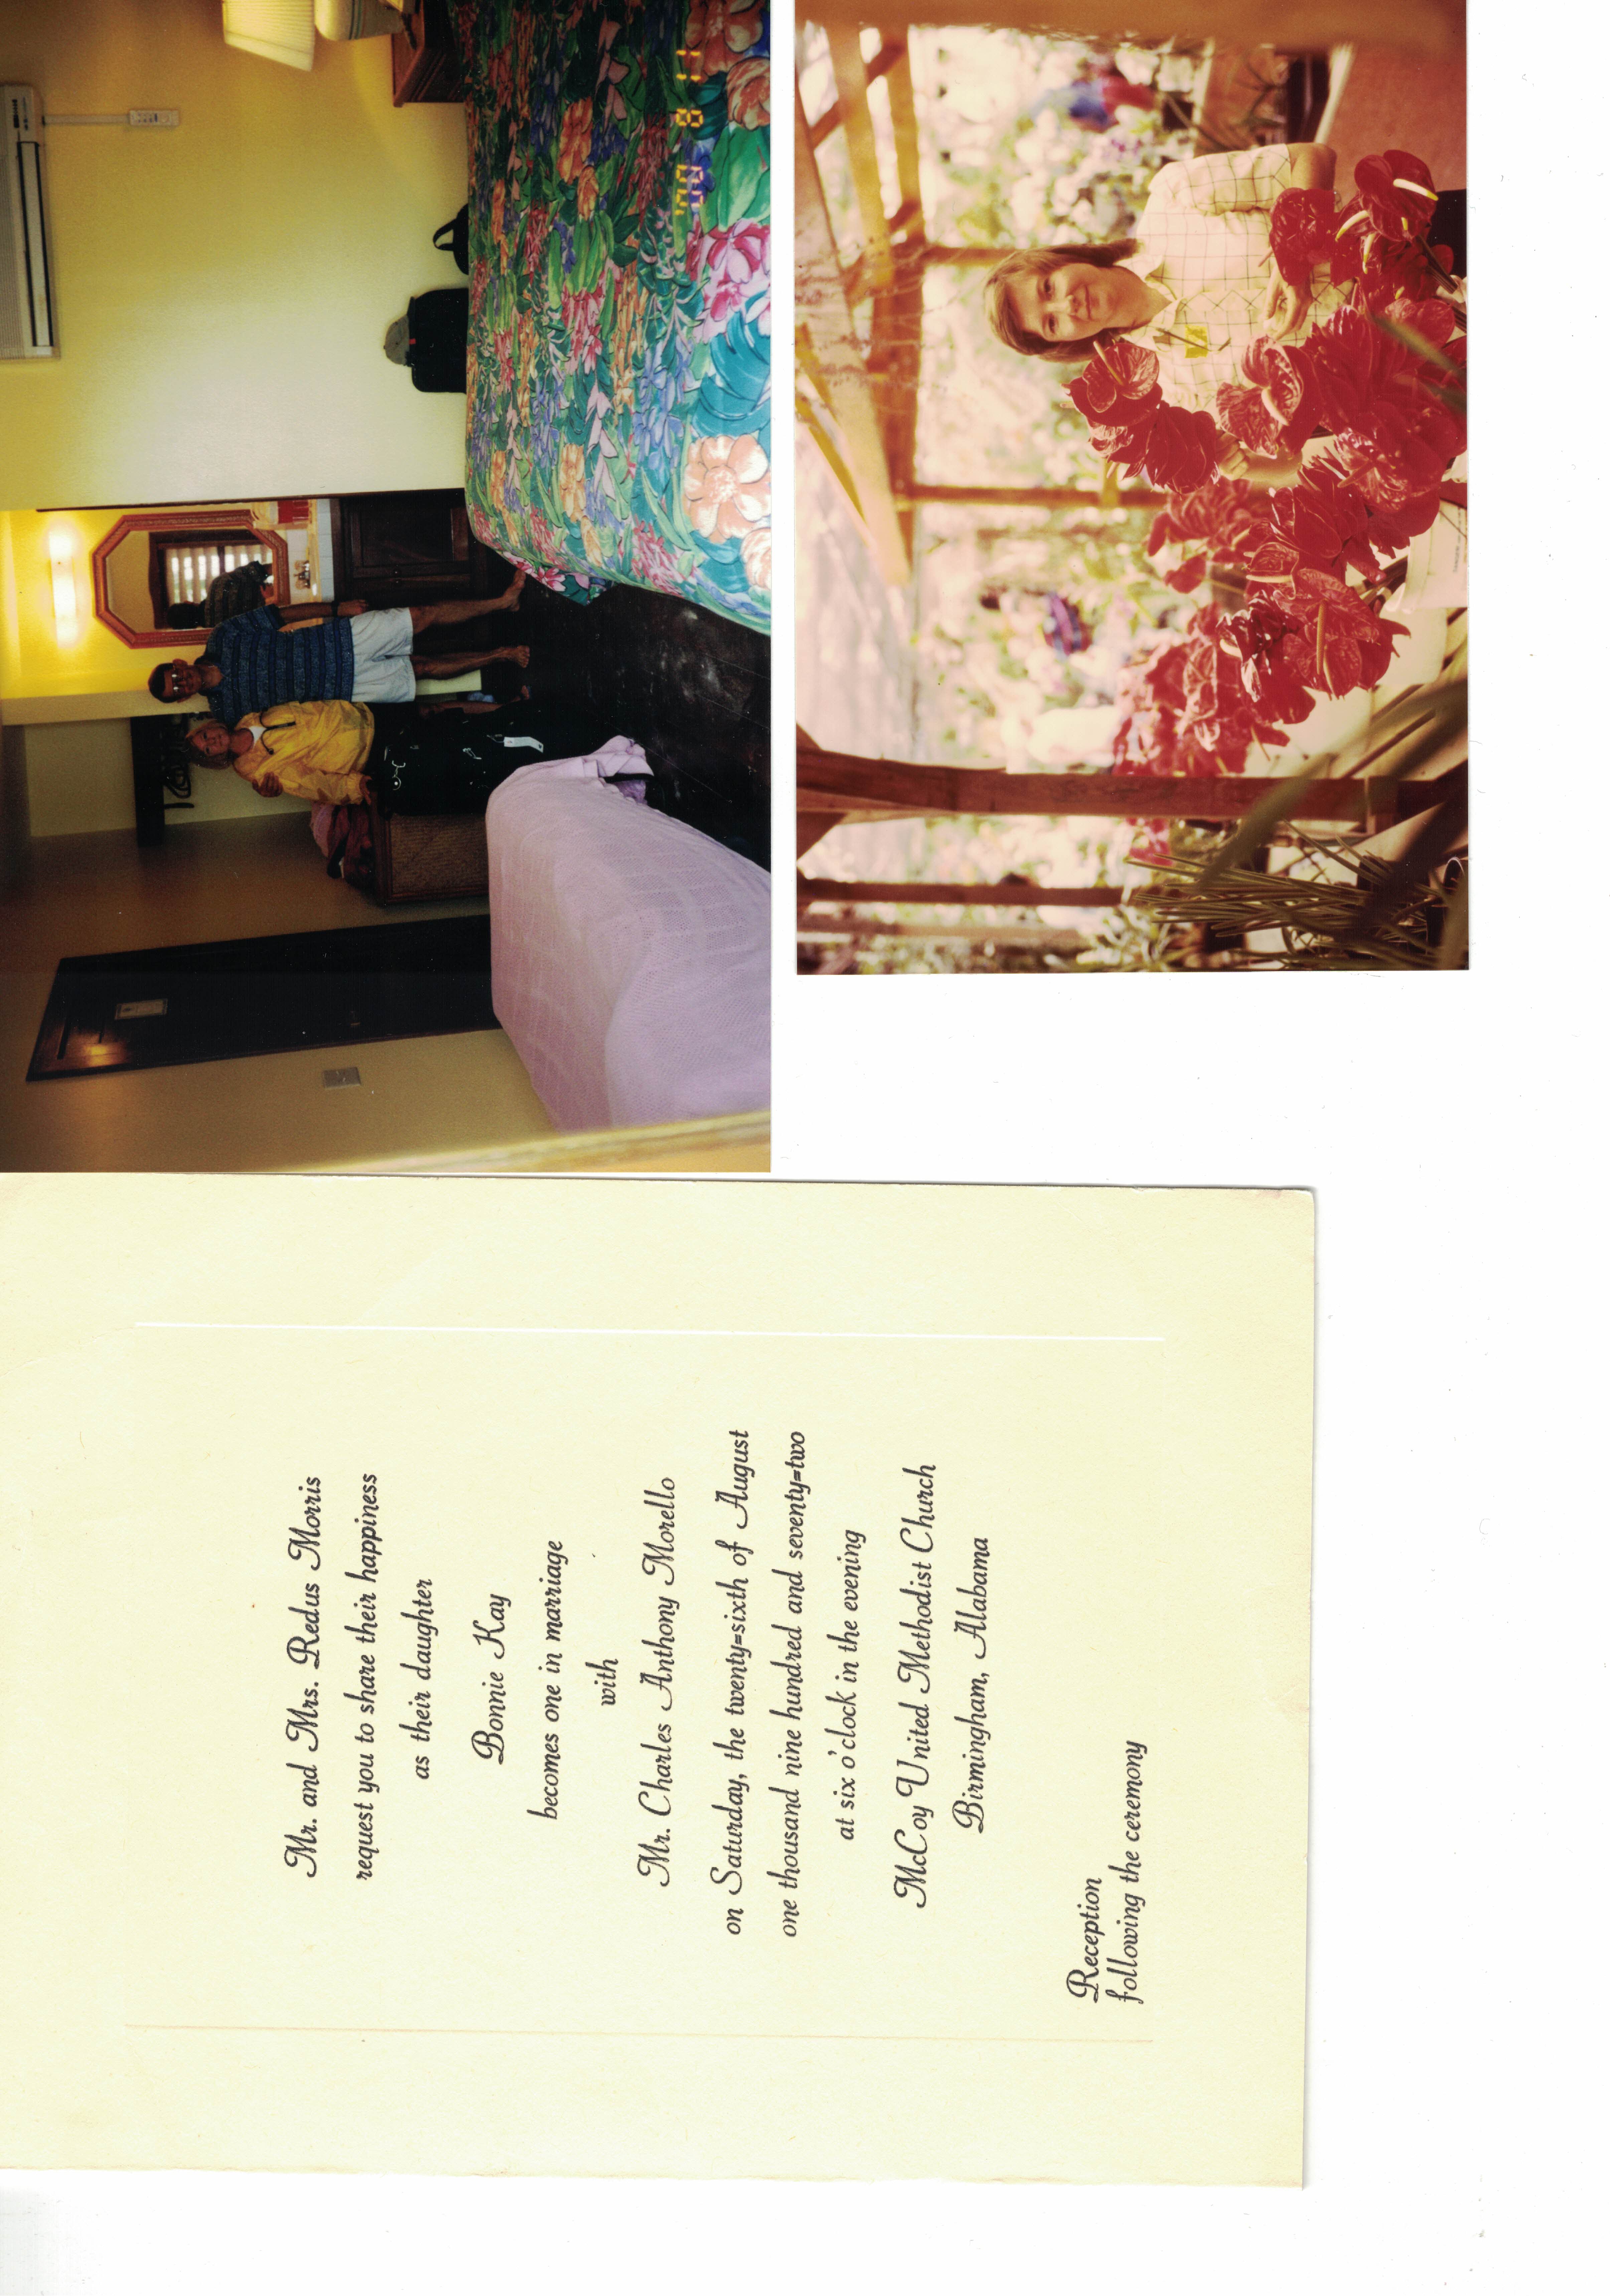 11 8 '00
Mr. and Mrs. Redus Morris
request you to share their happiness
as their daughter
Bonnie Kay
becomes one in marriage
with
Mr. Charles Anthony Morello
on Saturday, the twenty=sixth of August
one thousand nine hundred and seventy=two
at six o'clock in the evening
McCoy United Methodist Church
Birmingham, Alabama
Reception
following the ceremony